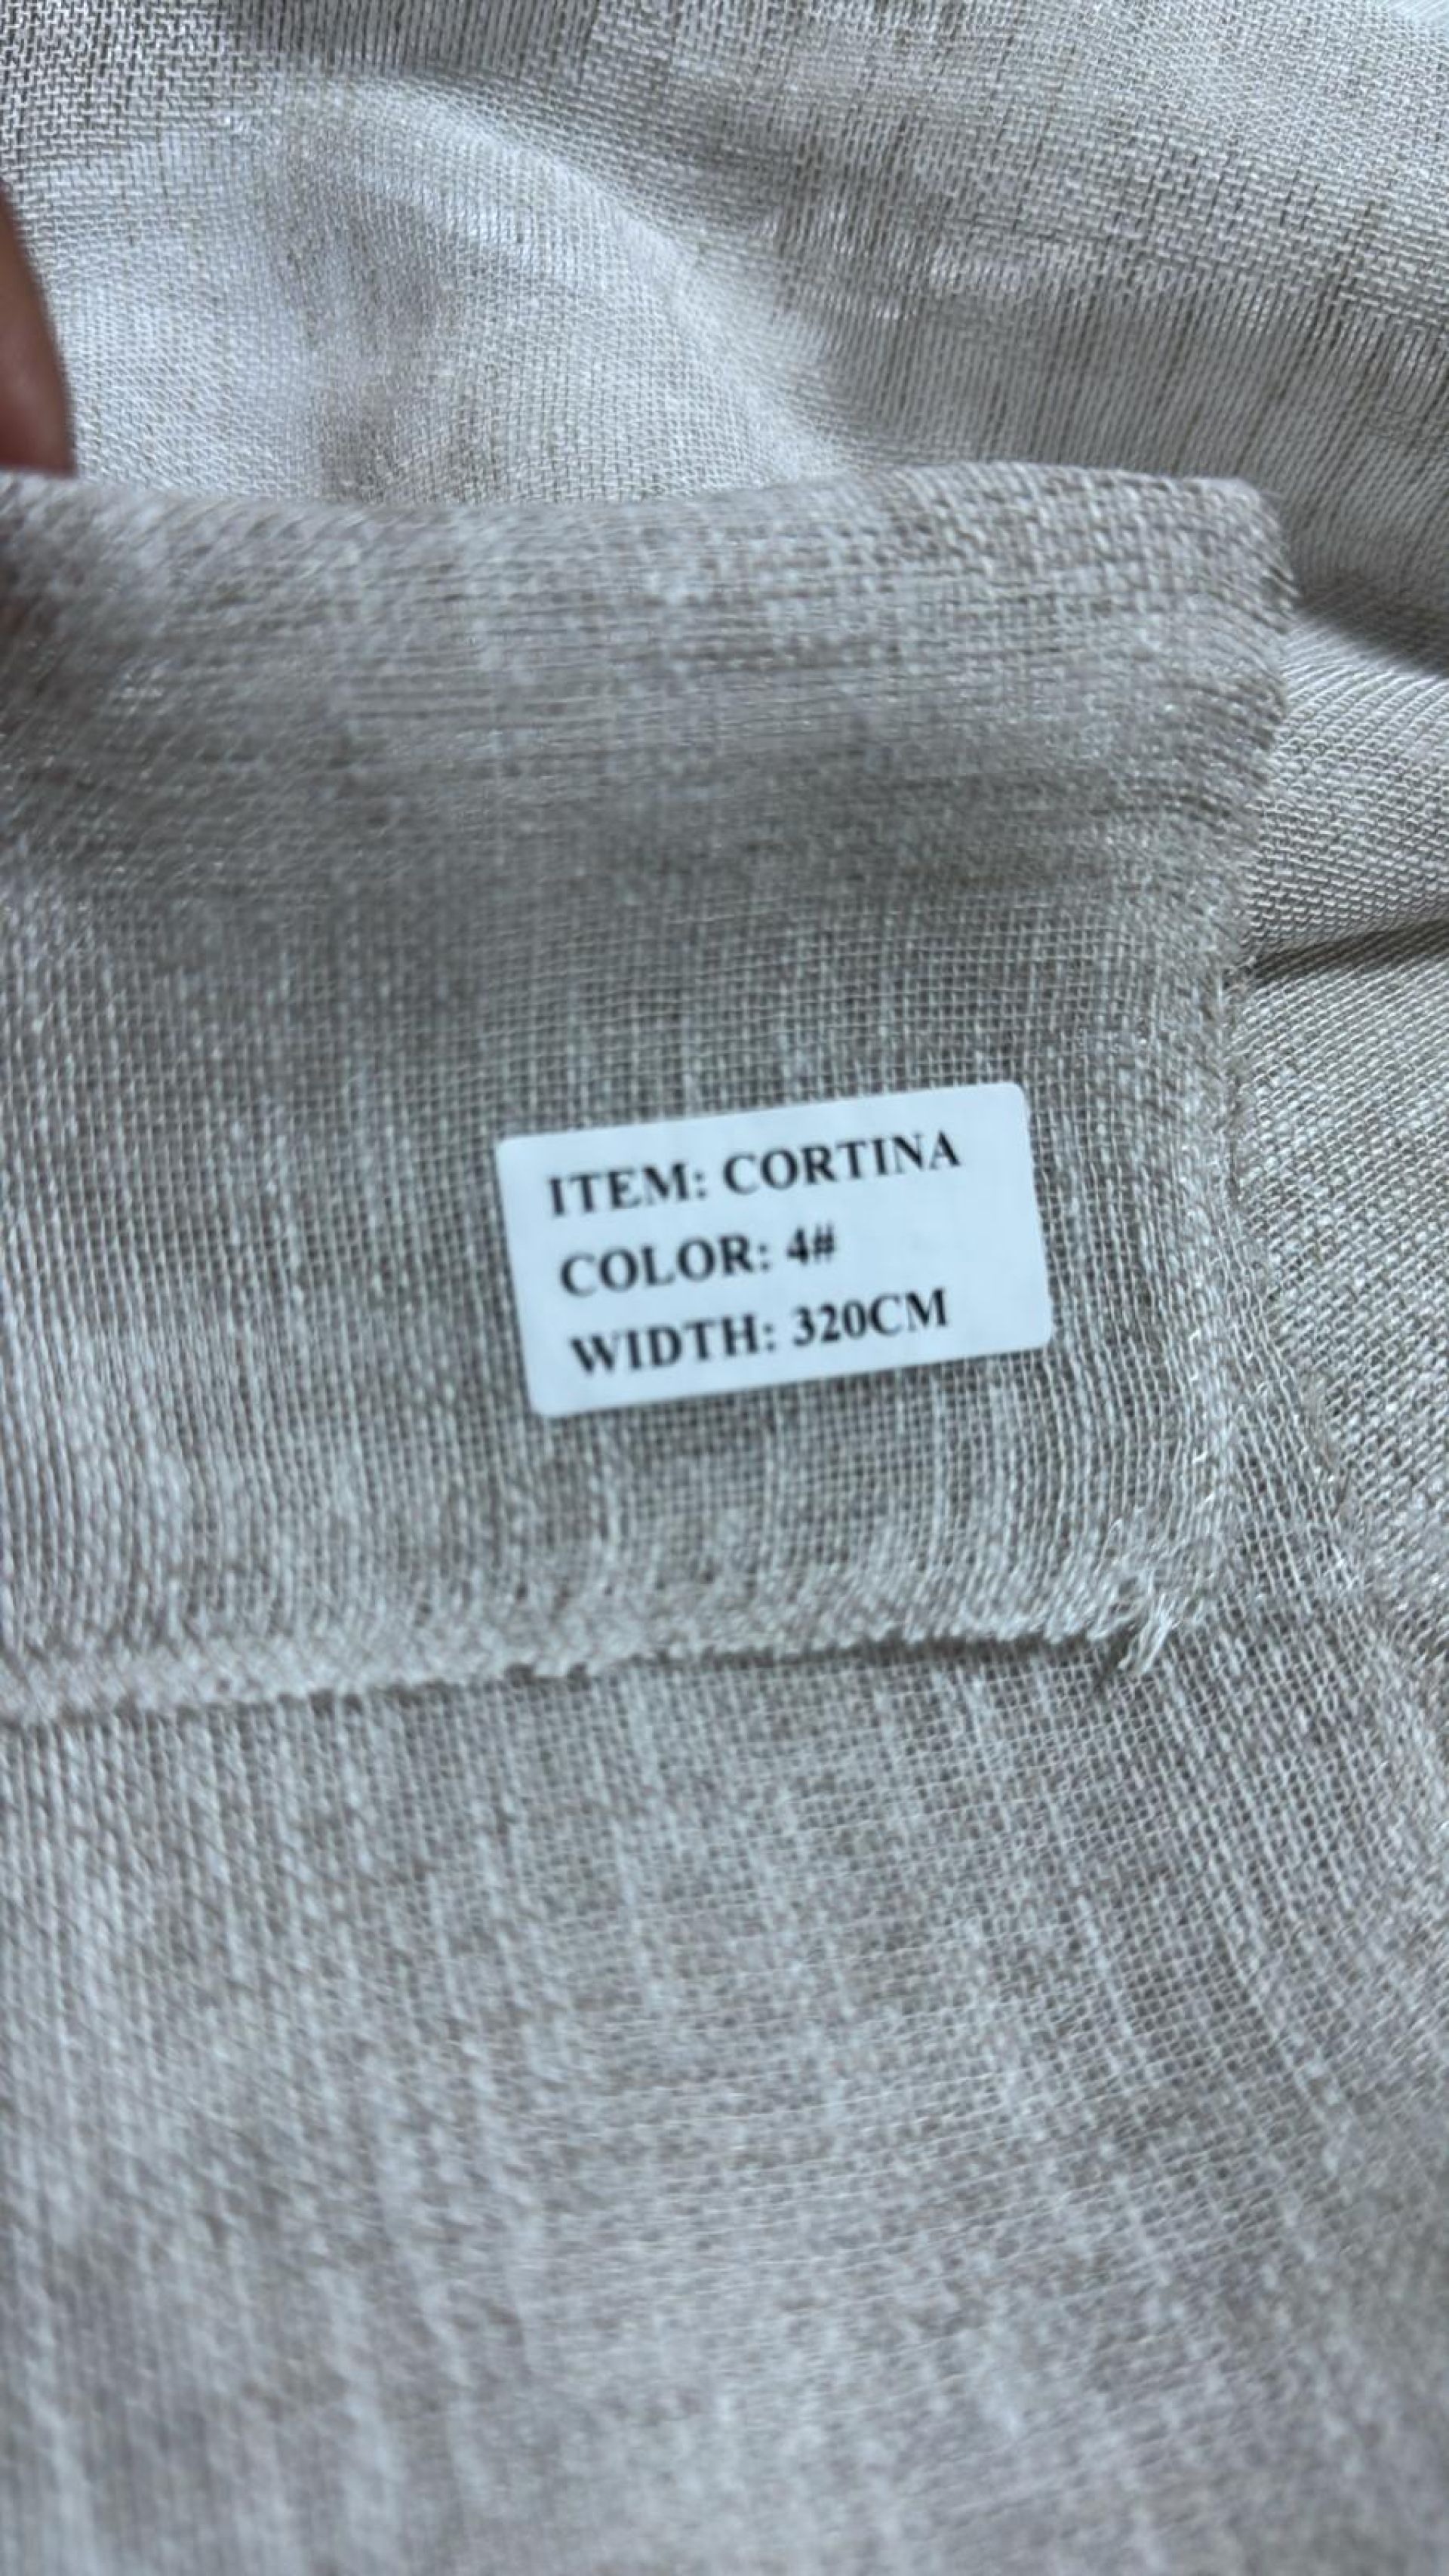 ITEM: CORTINA
COLOR: 4#
WIDTH: 320CM